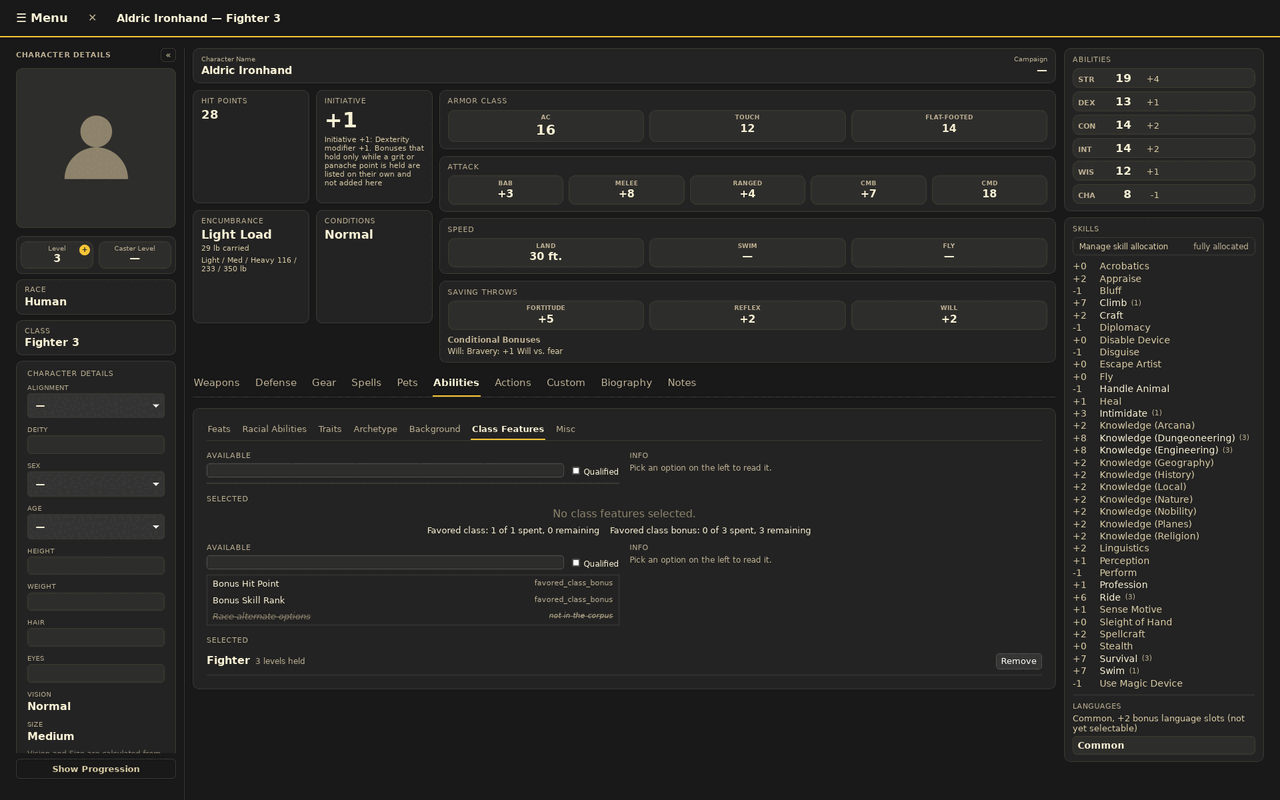 ☰ Menu × Aldric Ironhand — Fighter 3
CHARACTER DETAILS «
Level
3
+
Caster Level
—
RACE
Human
CLASS
Fighter 3
CHARACTER DETAILS
ALIGNMENT
—
DEITY
SEX
—
AGE
—
HEIGHT
WEIGHT
HAIR
EYES
VISION
Normal
SIZE
Medium
Vision and Size are calculated from
Show Progression
Character Name
Aldric Ironhand
Campaign
—
HIT POINTS
28
INITIATIVE
+1
Initiative +1: Dexterity
modifier +1. Bonuses that
hold only while a grit or
panache point is held are
listed on their own and
not added here
ENCUMBRANCE
Light Load
29 lb carried
Light / Med / Heavy 116 /
233 / 350 lb
CONDITIONS
Normal
ARMOR CLASS
AC TOUCH FLAT-FOOTED
16 12 14
ATTACK
BAB MELEE RANGED CMB CMD
+3 +8 +4 +7 18
SPEED
LAND SWIM FLY
30 ft. — —
SAVING THROWS
FORTITUDE REFLEX WILL
+5 +2 +2
Conditional Bonuses
Will: Bravery: +1 Will vs. fear
Weapons Defense Gear Spells Pets Abilities Actions Custom Biography Notes
Feats Racial Abilities Traits Archetype Background Class Features Misc
AVAILABLE
Qualified
INFO
Pick an option on the left to read it.
SELECTED
No class features selected.
Favored class: 1 of 1 spent, 0 remaining Favored class bonus: 0 of 3 spent, 3 remaining
AVAILABLE
Qualified
INFO
Pick an option on the left to read it.
Bonus Hit Point favored_class_bonus
Bonus Skill Rank favored_class_bonus
Race alternate options not in the corpus
SELECTED
Fighter 3 levels held Remove
ABILITIES
STR 19 +4
DEX 13 +1
CON 14 +2
INT 14 +2
WIS 12 +1
CHA 8 -1
SKILLS
Manage skill allocation fully allocated
+0 Acrobatics
+2 Appraise
-1 Bluff
+7 Climb (1)
+2 Craft
-1 Diplomacy
+0 Disable Device
-1 Disguise
+0 Escape Artist
+0 Fly
-1 Handle Animal
+1 Heal
+3 Intimidate (1)
+2 Knowledge (Arcana)
+8 Knowledge (Dungeoneering) (3)
+8 Knowledge (Engineering) (3)
+2 Knowledge (Geography)
+2 Knowledge (History)
+2 Knowledge (Local)
+2 Knowledge (Nature)
+2 Knowledge (Nobility)
+2 Knowledge (Planes)
+2 Knowledge (Religion)
+2 Linguistics
+1 Perception
-1 Perform
+1 Profession
+6 Ride (3)
+1 Sense Motive
+0 Sleight of Hand
+2 Spellcraft
+0 Stealth
+7 Survival (3)
+7 Swim (1)
-1 Use Magic Device
LANGUAGES
Common, +2 bonus language slots (not
yet selectable)
Common